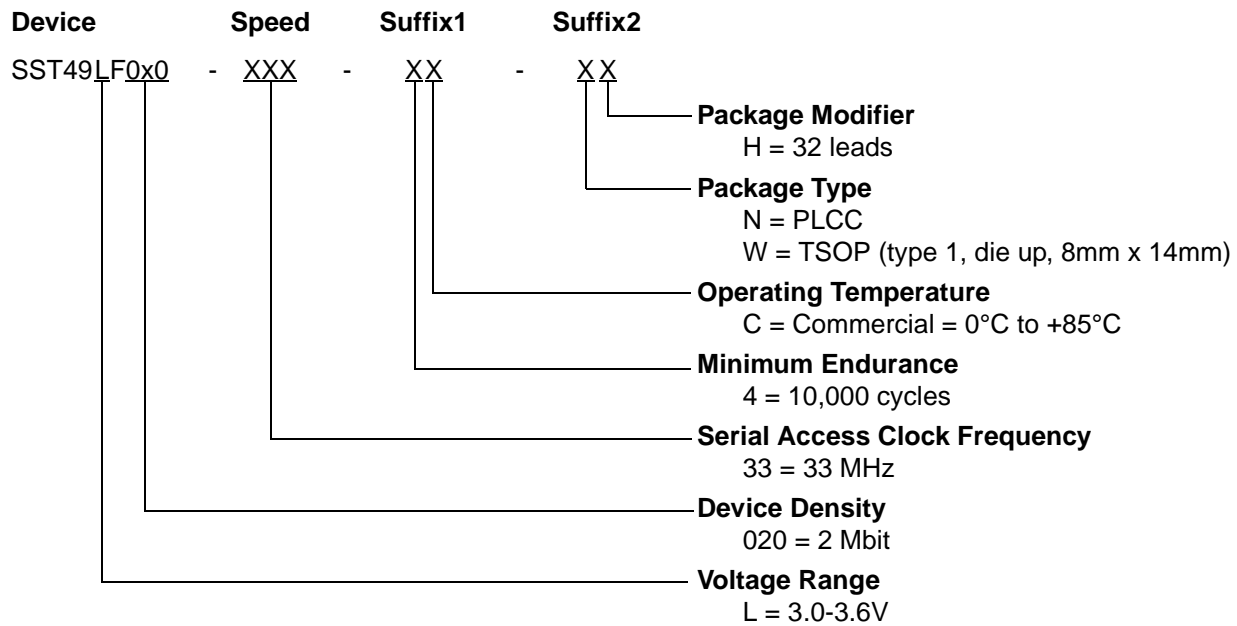 Device Speed Suffix1 Suffix2
SST49LF0x0 - XXX - XX - XX
Package Modifier
H = 32 leads
Package Type
N = PLCC
W = TSOP (type 1, die up, 8mm x 14mm)
Operating Temperature
C = Commercial = 0°C to +85°C
Minimum Endurance
4 = 10,000 cycles
Serial Access Clock Frequency
33 = 33 MHz
Device Density
020 = 2 Mbit
Voltage Range
L = 3.0-3.6V